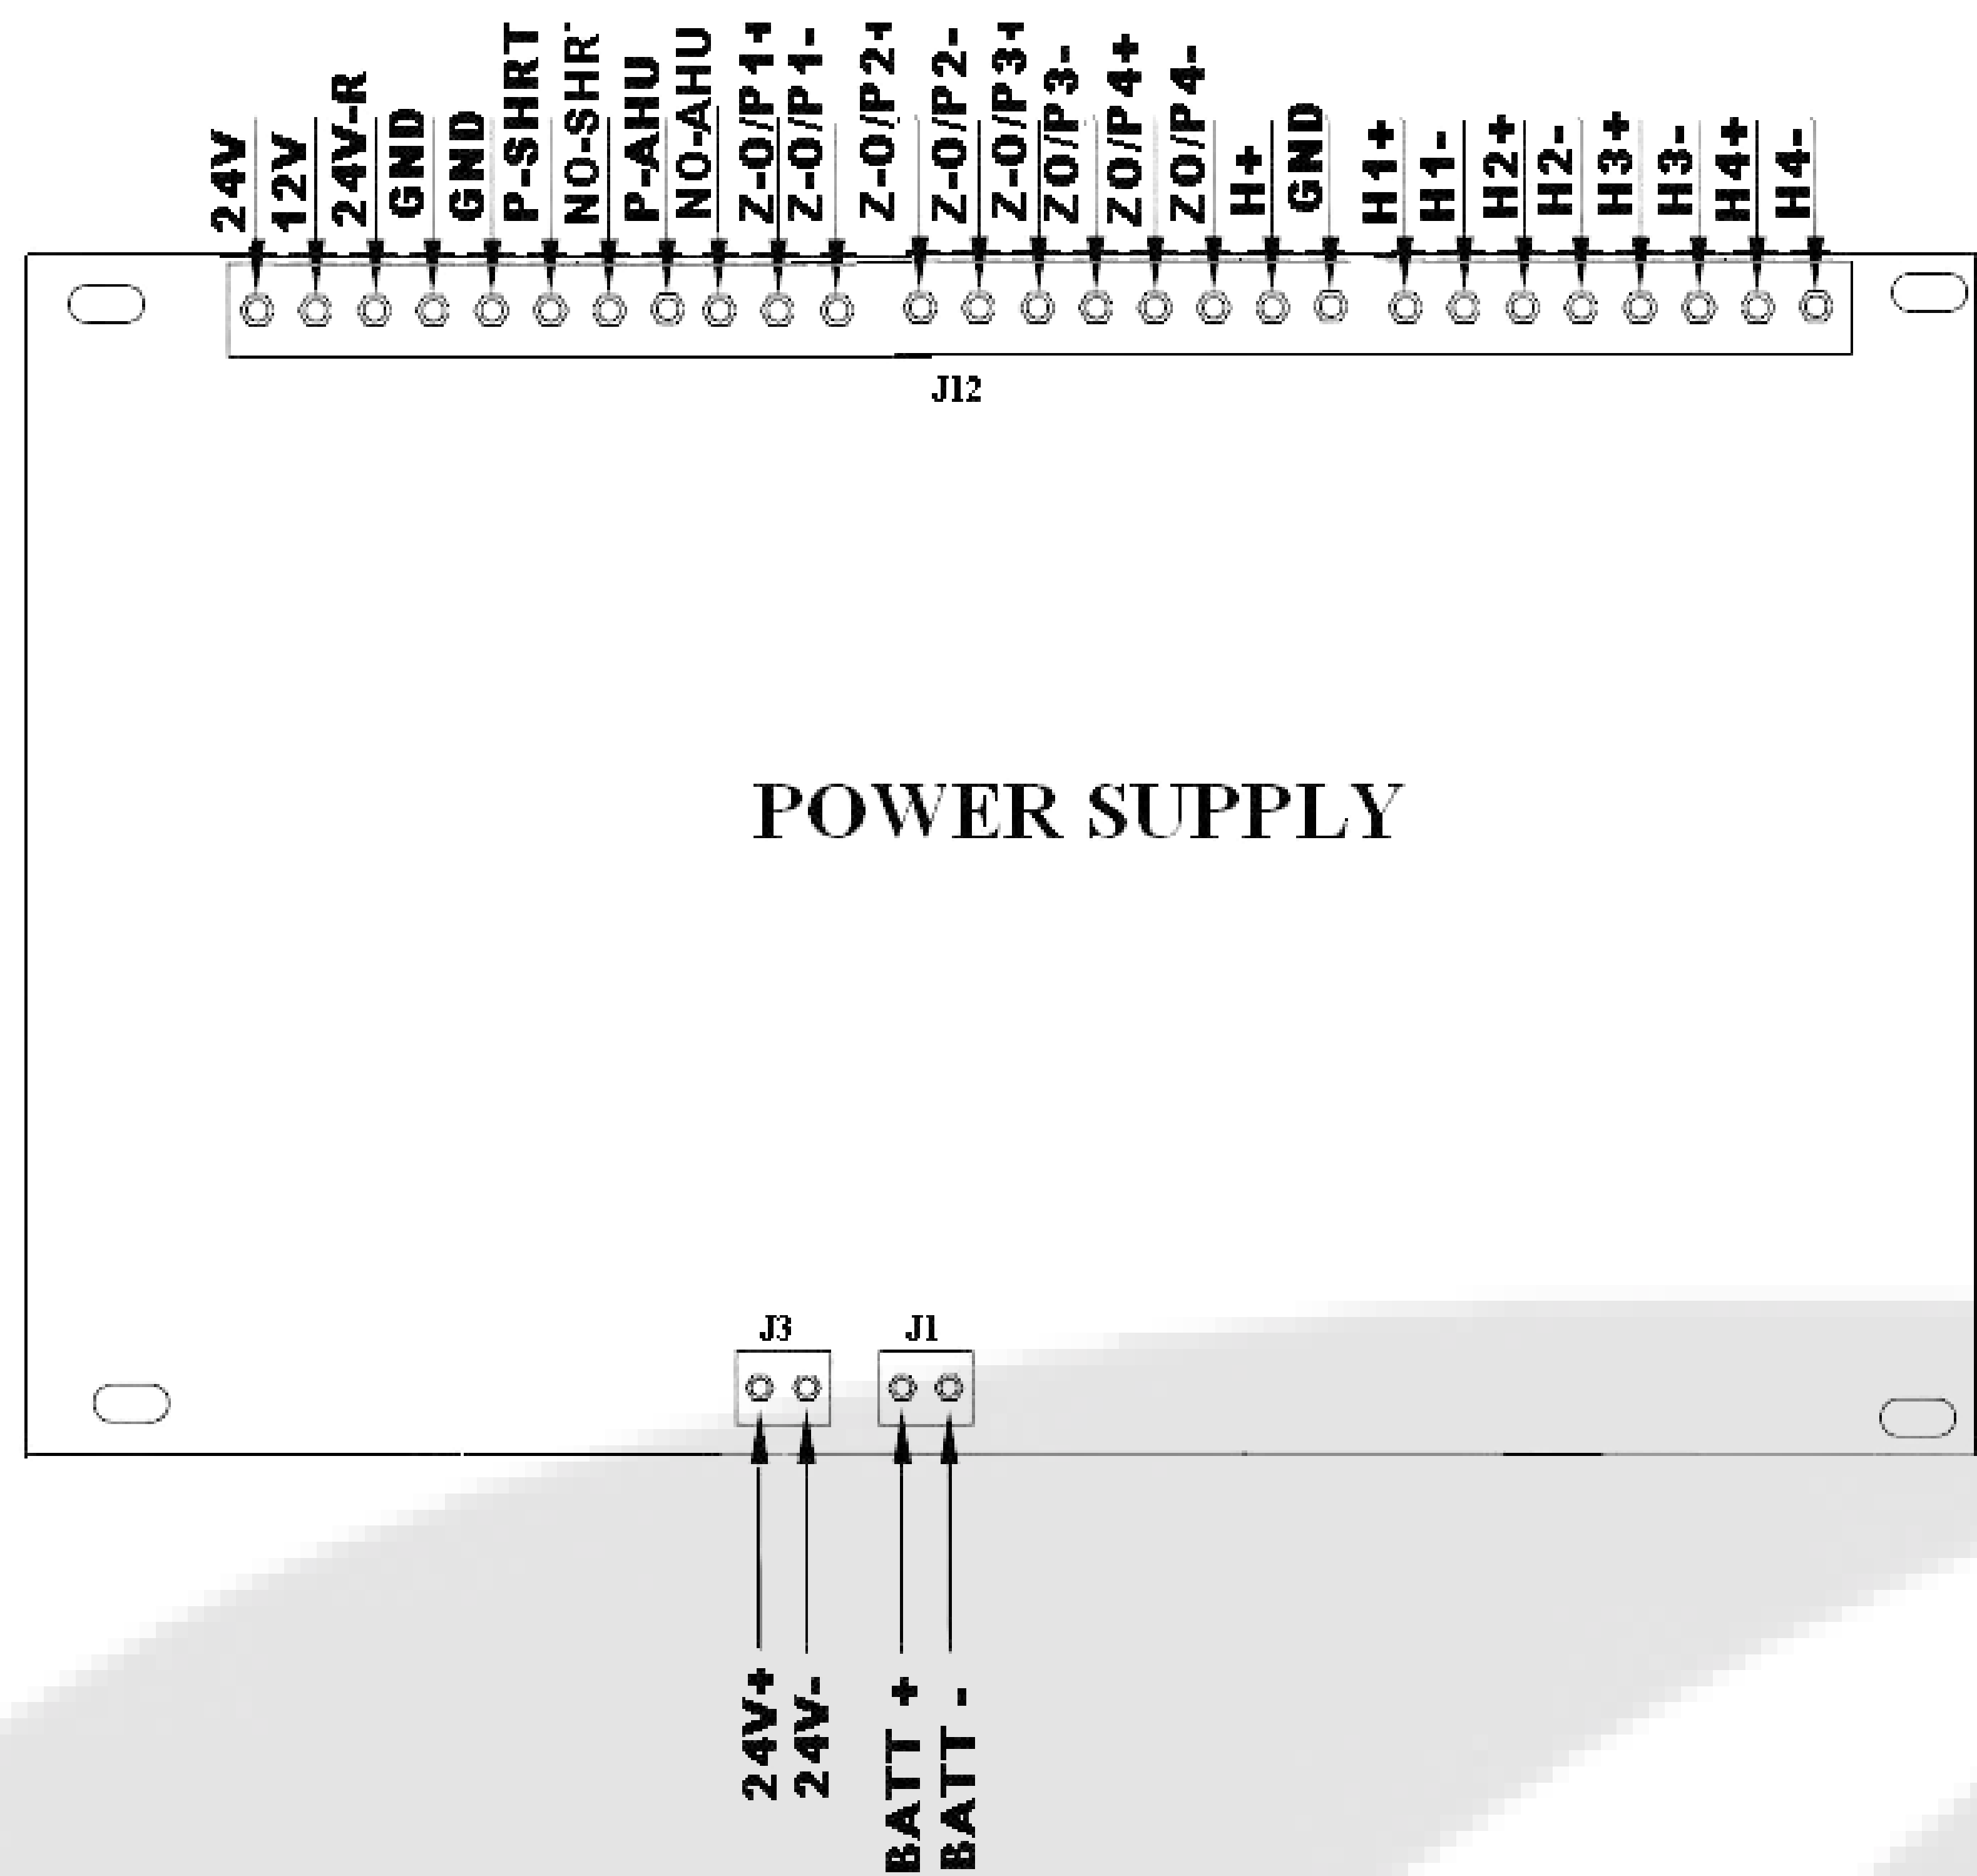 24V
12V
24V-R
GND
GND
P-SHRT
NO-SHR
P-AHU
NO-AHU
Z-O/P1+
Z-O/P1-
Z-O/P2+
Z-O/P2-
Z-O/P3+
ZO/P3-
ZO/P4+
ZO/P4-
H+
GND
H1+
H1-
H2+
H2-
H3+
H3-
H4+
H4-
J12
POWER SUPPLY
J3
J1
24V+
24V-
BATT +
BATT -